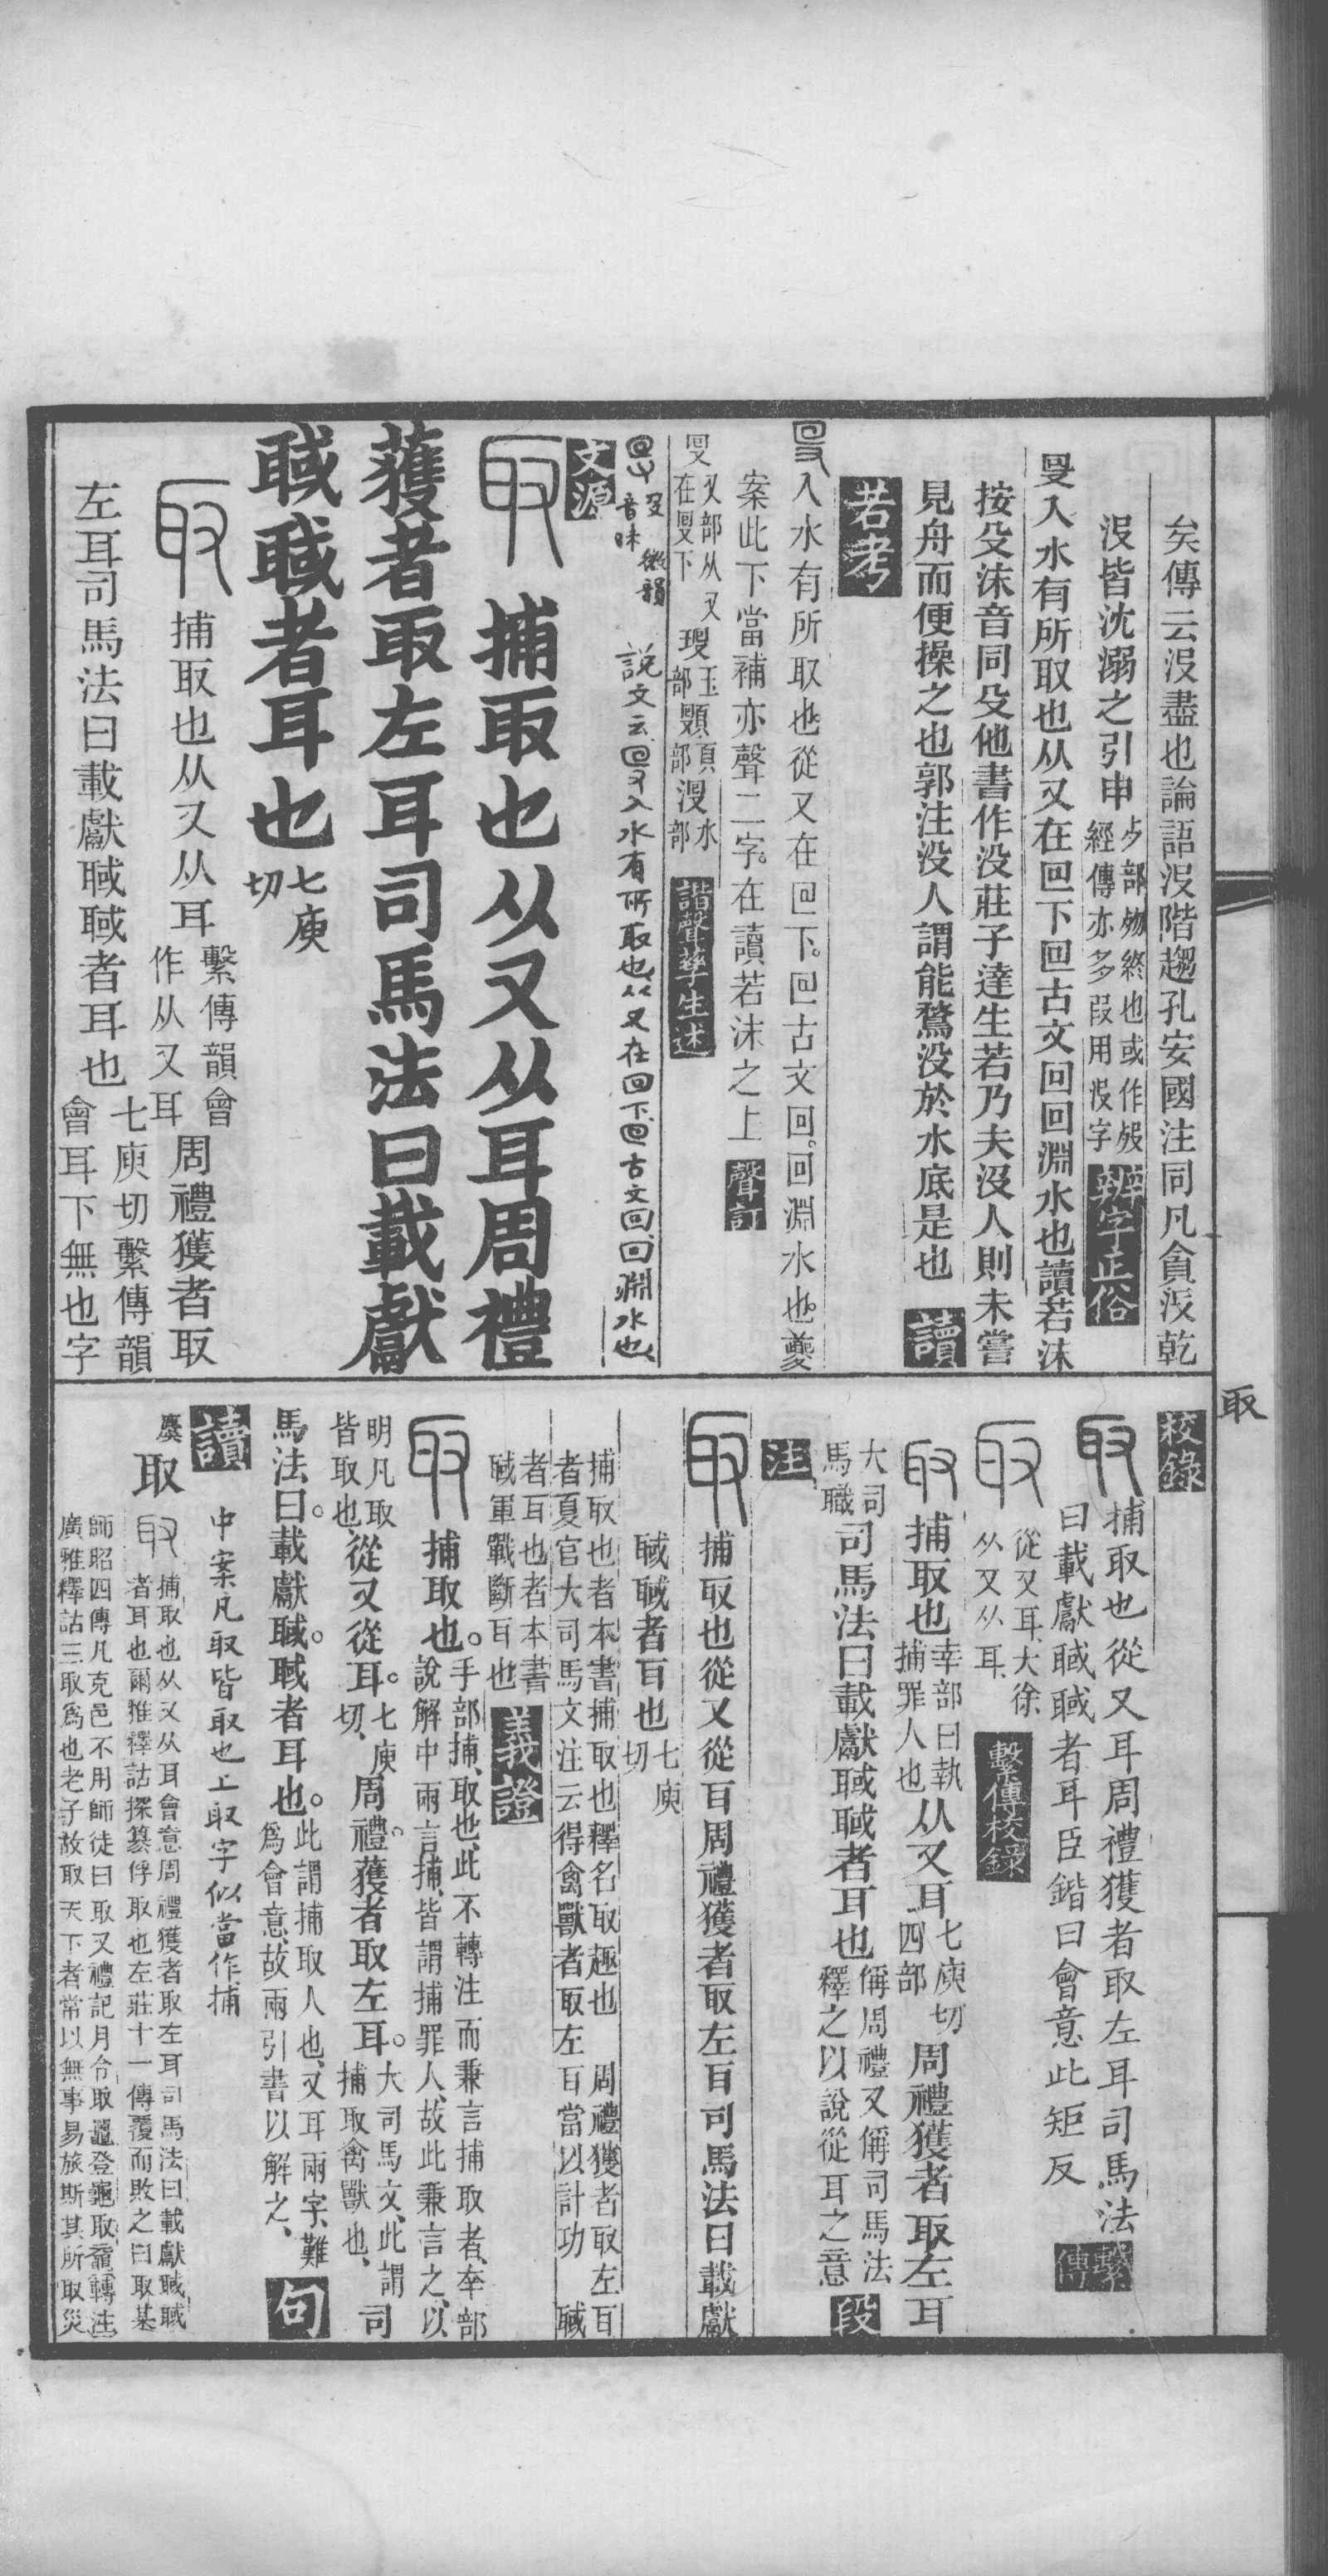 矣傳云沒盡也論語沒階趨孔安國注同凡貪沒乾
沒皆沈溺之引申歺部歾終也或作歿
經傳亦多叚用沒字
辨字正俗
𠬛入水有所取也从又在囘下囘古文回回淵水也讀若沫
按𠬛沫音同𠬛他書作没莊子達生若乃夫沒人則未嘗
見舟而便操之也郭注没人謂能鶩没於水底是也
讀
若考
入水有所取也從又在囘下。囘古文回。回淵水也。夔
案此下當補亦聲二字。在讀若沫之上
聲訂
𠬛又部从又
在囘下
玉部
頁部
水部
諧聲孳生述
𠬛
音昧
微韻
說文云入水有所取也从又在囘下囘古文回回淵水也
文源
取捕取也从又从耳周禮
獲者取左耳司馬法曰載獻
聝聝者耳也七庾切
取捕取也从又从耳繫傳韻會
作从又耳
周禮獲者取
左耳司馬法曰載獻聝聝者耳也七庾切繫傳韻
會耳下無也字
校錄
取捕取也從又耳周禮獲者取左耳司馬法
曰載獻聝聝者耳臣鍇曰會意此矩反
繫傳
取從又耳、大徐
从又从耳、
繫傳校錄
取捕取也㚔部曰執
捕罪人也
从又耳七庾切
四部
周禮獲者取左耳
大司
馬職
司馬法曰載獻聝聝者耳也偁周禮又偁司馬法
釋之以說從耳之意
段
注
取捕取也從又從耳周禮獲者取左耳司馬法曰載獻
聝聝者耳也七庾
切
捕取也者本書捕取也釋名取趣也 周禮獲者取左耳
者夏官大司馬文注云得禽獸者取左耳當以計功 聝
者耳也者本書
聝軍戰斷耳也
義證
取捕取也。手部捕、取也、此不轉注而兼言捕取者、㚔部
說解中兩言捕、皆謂捕罪人、故此兼言之、以
明凡取
皆取也、
從又從耳。七庾
切、
周禮。獲者取左耳。大司馬文、此謂
捕取禽獸也、
司
馬法曰。載獻聝。聝者耳也。此謂捕取人也、又耳兩字、難
爲會意、故兩引書以解之、
句
讀
中案凡取皆取也上取字似當作捕
虞
取
取捕取也从又从耳會意周禮獲者取左耳司馬法曰載獻聝聝
者耳也爾雅釋詁探篡俘取也左莊十一傳覆而敗之曰取某
師昭四傳凡克邑不用師徒曰取又禮記月令取鼉登龜取黿轉注
廣雅釋詁三取爲也老子故取天下者常以無事易旅斯其所取災
取